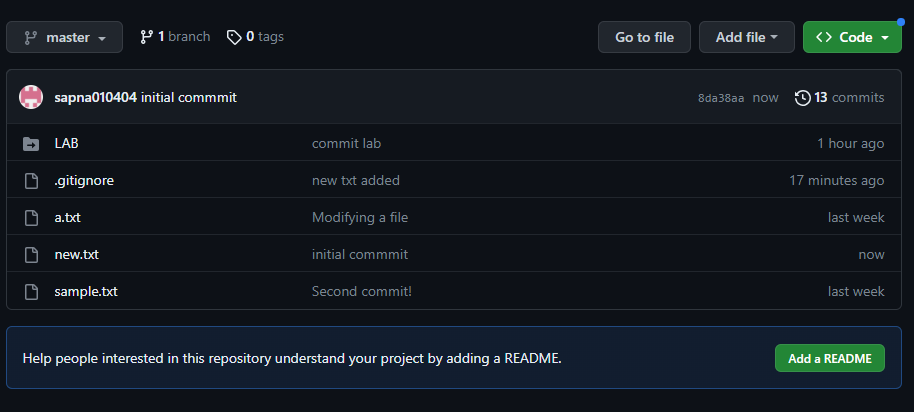 master 1 branch 0 tags Go to file Add file Code
sapna010404 initial commmit 8da38aa now 13 commits
LAB commit lab 1 hour ago
.gitignore new txt added 17 minutes ago
a.txt Modifying a file last week
new.txt initial commmit now
sample.txt Second commit! last week
Help people interested in this repository understand your project by adding a README. Add a README